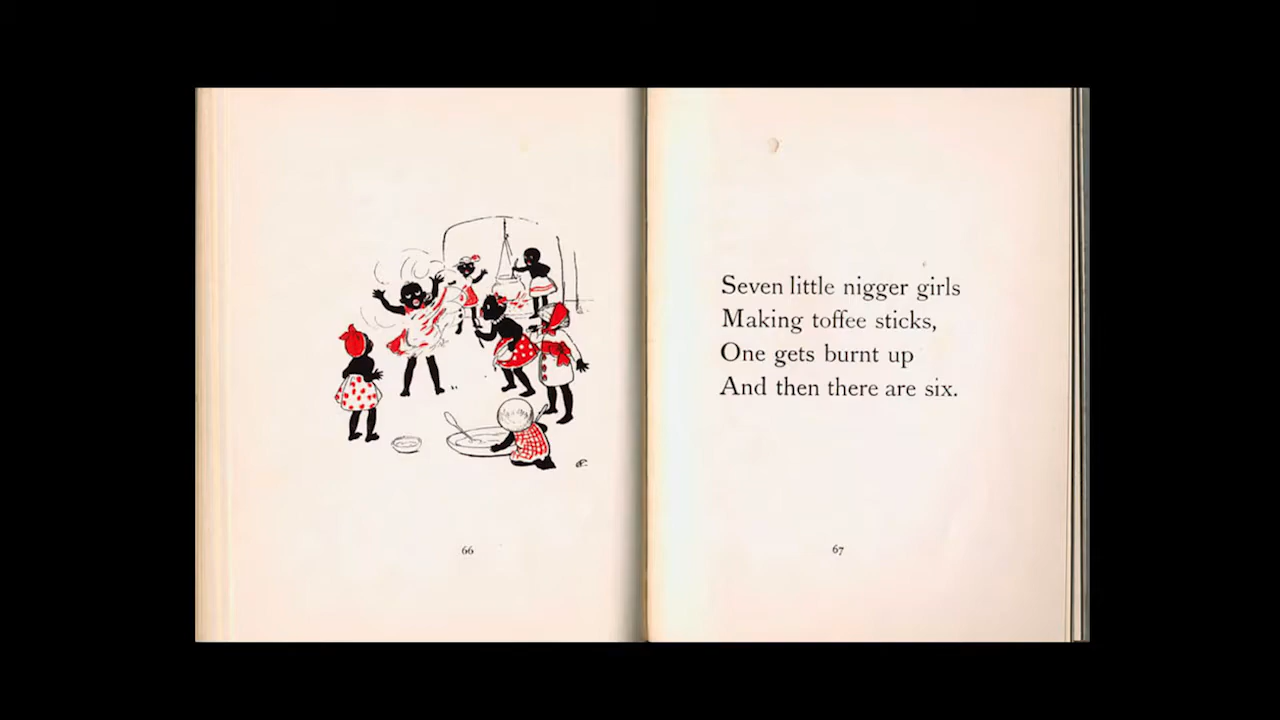 Seven little nigger girls
Making toffee sticks,
One gets burnt up
And then there are six.
66
67